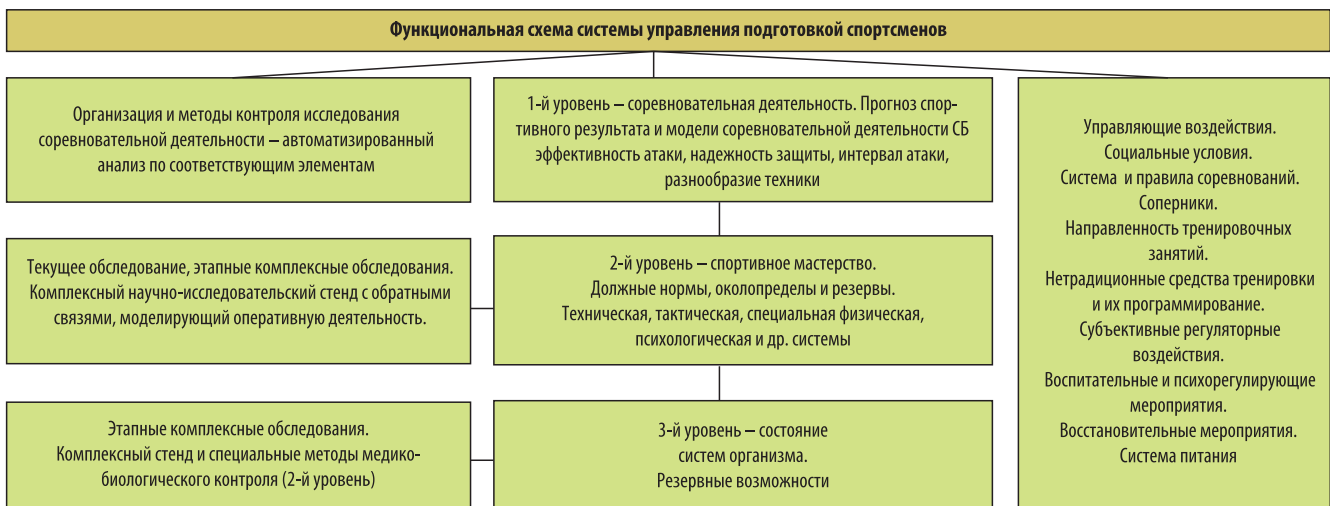 Функциональная схема системы управления подготовкой спортсменов
Организация и методы контроля исследования
соревновательной деятельности – автоматизированный
анализ по соответствующим элементам
1-й уровень – соревновательная деятельность. Прогноз спор-
тивного результата и модели соревновательной деятельности СБ
эффективность атаки, надежность защиты, интервал атаки,
разнообразие техники
Управляющие воздействия.
Социальные условия.
Система и правила соревнований.
Соперники.
Направленность тренировочных
занятий.
Нетрадиционные средства тренировки
и их программирование.
Субъективные регуляторные
воздействия.
Воспитательные и психорегулирующие
мероприятия.
Восстановительные мероприятия.
Система питания
Текущее обследование, этапные комплексные обследования.
Комплексный научно-исследовательский стенд с обратными
связями, моделирующий оперативную деятельность.
2-й уровень – спортивное мастерство.
Должные нормы, околопределы и резервы.
Техническая, тактическая, специальная физическая,
психологическая и др. системы
Этапные комплексные обследования.
Комплексный стенд и специальные методы медико-
биологического контроля (2-й уровень)
3-й уровень – состояние
систем организма.
Резервные возможности